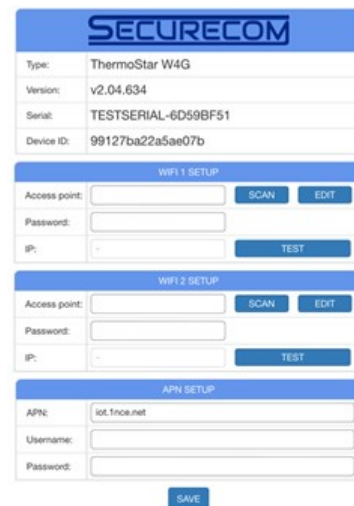 SECURECOM
Type: ThermoStar W4G
Version: v2.04.634
Serial: TESTSERIAL-6D59BF51
Device ID: 99127ba22a5ae07b
WIFI 1 SETUP
Access point: SCAN EDIT
Password:
IP: - TEST
WIFI 2 SETUP
Access point: SCAN EDIT
Password:
IP: - TEST
APN SETUP
APN: iot.1nce.net
Username:
Password:
SAVE